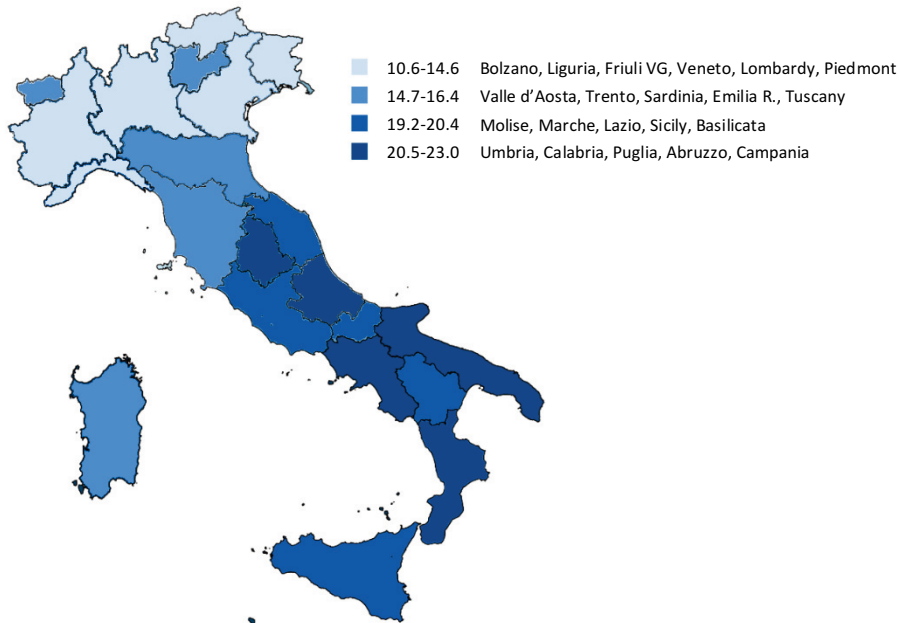 10.6-14.6 Bolzano, Liguria, Friuli VG, Veneto, Lombardy, Piedmont
14.7-16.4 Valle d’Aosta, Trento, Sardinia, Emilia R., Tuscany
19.2-20.4 Molise, Marche, Lazio, Sicily, Basilicata
20.5-23.0 Umbria, Calabria, Puglia, Abruzzo, Campania